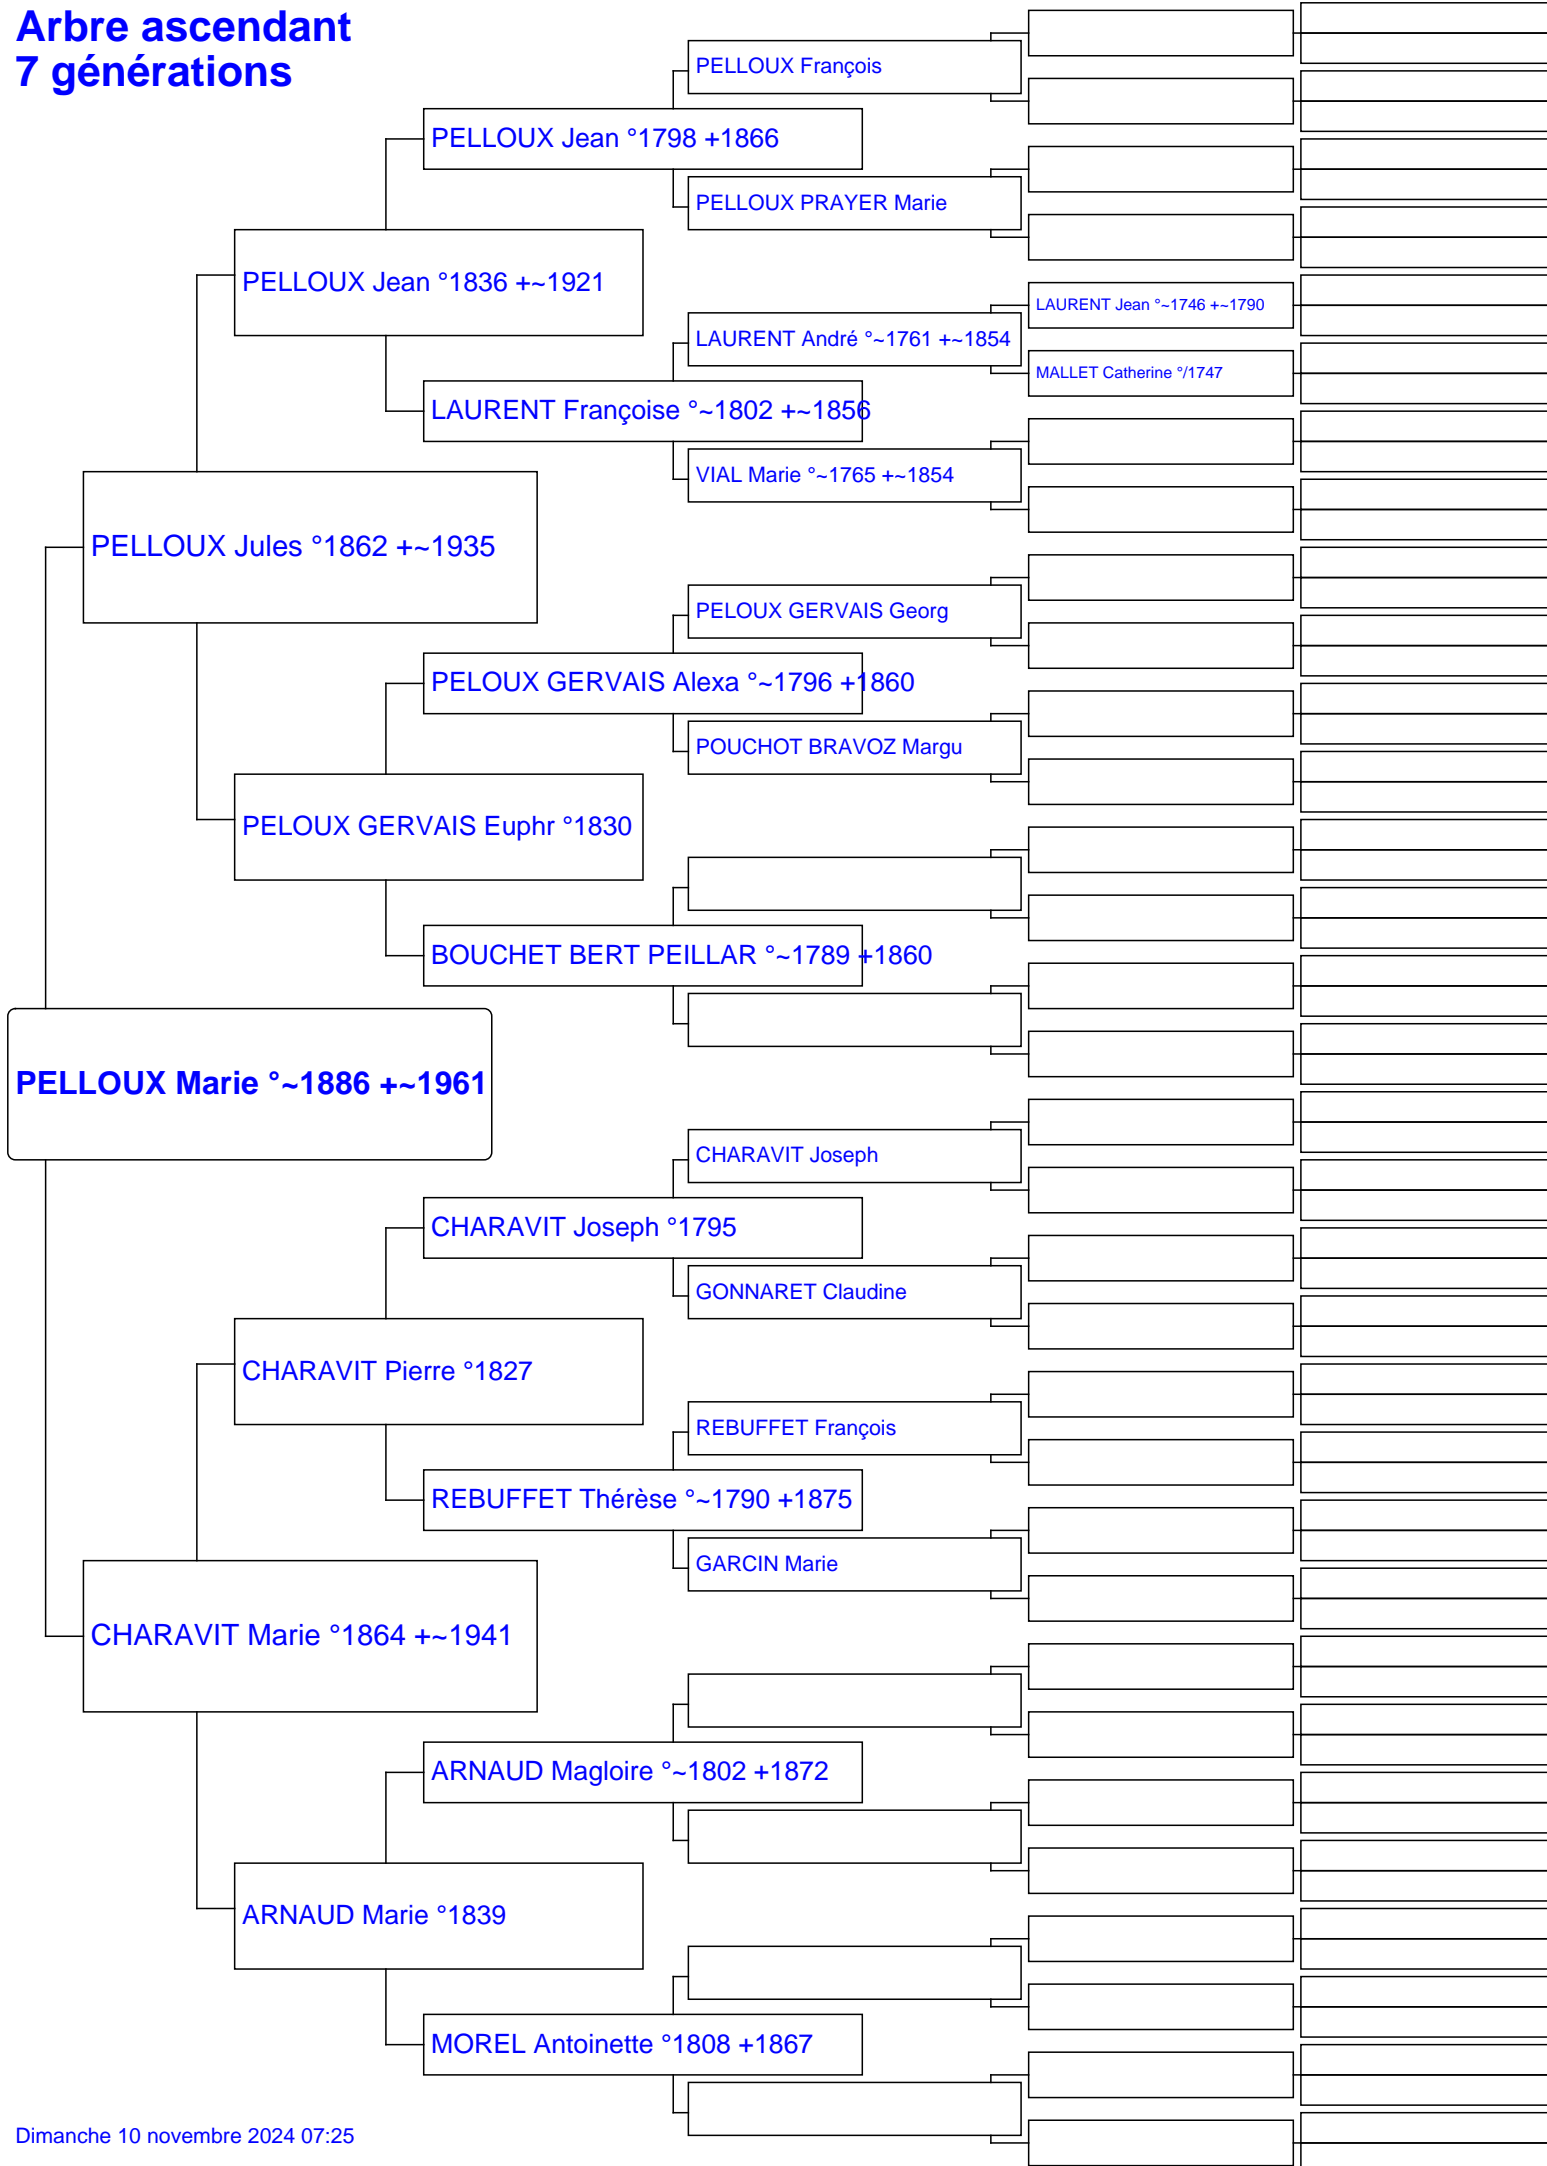 Arbre ascendant
7 générations
PELLOUX François
PELLOUX Jean °1798 +1866
PELLOUX PRAYER Marie
PELLOUX Jean °1836 +~1921
LAURENT Jean °~1746 +~1790
LAURENT André °~1761 +~1854
MALLET Catherine °/1747
LAURENT Françoise °~1802 +~1856
VIAL Marie °~1765 +~1854
PELLOUX Jules °1862 +~1935
PELOUX GERVAIS Georg
PELOUX GERVAIS Alexa °~1796 +1860
POUCHOT BRAVOZ Margu
PELOUX GERVAIS Euphr °1830
BOUCHET BERT PEILLAR °~1789 +1860
PELLOUX Marie °~1886 +~1961
CHARAVIT Joseph
CHARAVIT Joseph °1795
GONNARET Claudine
CHARAVIT Pierre °1827
REBUFFET François
REBUFFET Thérèse °~1790 +1875
GARCIN Marie
CHARAVIT Marie °1864 +~1941
ARNAUD Magloire °~1802 +1872
ARNAUD Marie °1839
MOREL Antoinette °1808 +1867
Dimanche 10 novembre 2024 07:25